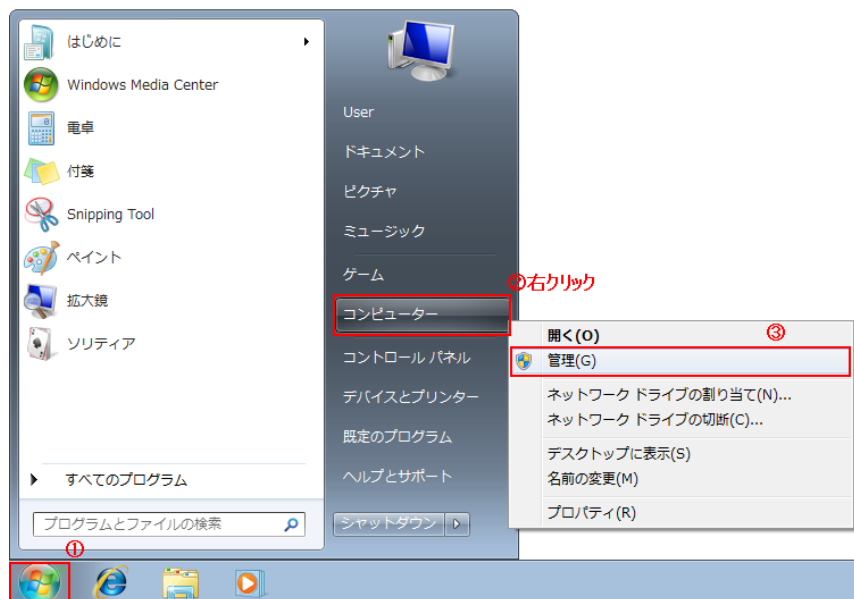 はじめに
Windows Media Center
電卓
付箋
Snipping Tool
ペイント
拡大鏡
ソリティア
すべてのプログラム
プログラムとファイルの検索
①
User
ドキュメント
ピクチャ
ミュージック
ゲーム
②右クリック
コンピューター
コントロール パネル
デバイスとプリンター
既定のプログラム
ヘルプとサポート
シャットダウン
③
開く(O)
管理(G)
ネットワーク ドライブの割り当て(N)...
ネットワーク ドライブの切断(C)...
デスクトップに表示(S)
名前の変更(M)
プロパティ(R)